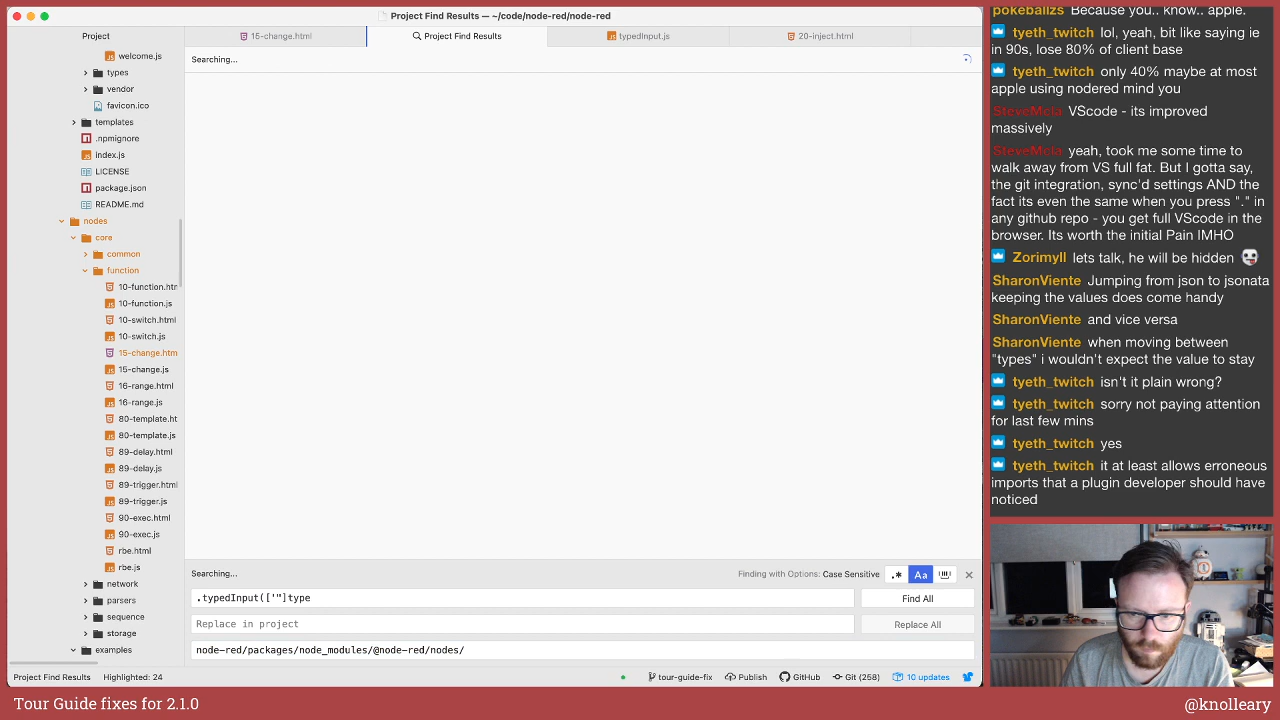 Project Find Results — ~/code/node-red/node-red
Project
15-change.html
Project Find Results
typedInput.js
20-inject.html
welcome.js
types
vendor
favicon.ico
templates
.npmignore
index.js
LICENSE
package.json
README.md
nodes
core
common
function
10-function.htr
10-function.js
10-switch.html
10-switch.js
15-change.htm
15-change.js
16-range.html
16-range.js
80-template.ht
80-template.js
89-delay.html
89-delay.js
89-trigger.html
89-trigger.js
90-exec.html
90-exec.js
rbe.html
rbe.js
network
parsers
sequence
storage
examples
Searching...
Searching...
Finding with Options: Case Sensitive
.*
Aa
.typedInput(['"]type
Find All
Replace in project
Replace All
node-red/packages/node_modules/@node-red/nodes/
Project Find Results
Highlighted: 24
tour-guide-fix
Publish
GitHub
Git (258)
10 updates
pokeballzs Because you.. know.. apple.
tyeth_twitch lol, yeah, bit like saying ie
in 90s, lose 80% of client base
tyeth_twitch only 40% maybe at most
apple using nodered mind you
SteveMola VScode - its improved
massively
SteveMola yeah, took me some time to
walk away from VS full fat. But I gotta say,
the git integration, sync'd settings AND the
fact its even the same when you press "." in
any github repo - you get full VScode in the
browser. Its worth the initial Pain IMHO
Zorimyll lets talk, he will be hidden
SharonViente Jumping from json to jsonata
keeping the values does come handy
SharonViente and vice versa
SharonViente when moving between
"types" i wouldn't expect the value to stay
tyeth_twitch isn't it plain wrong?
tyeth_twitch sorry not paying attention
for last few mins
tyeth_twitch yes
tyeth_twitch it at least allows erroneous
imports that a plugin developer should have
noticed
Tour Guide fixes for 2.1.0
@knolleary